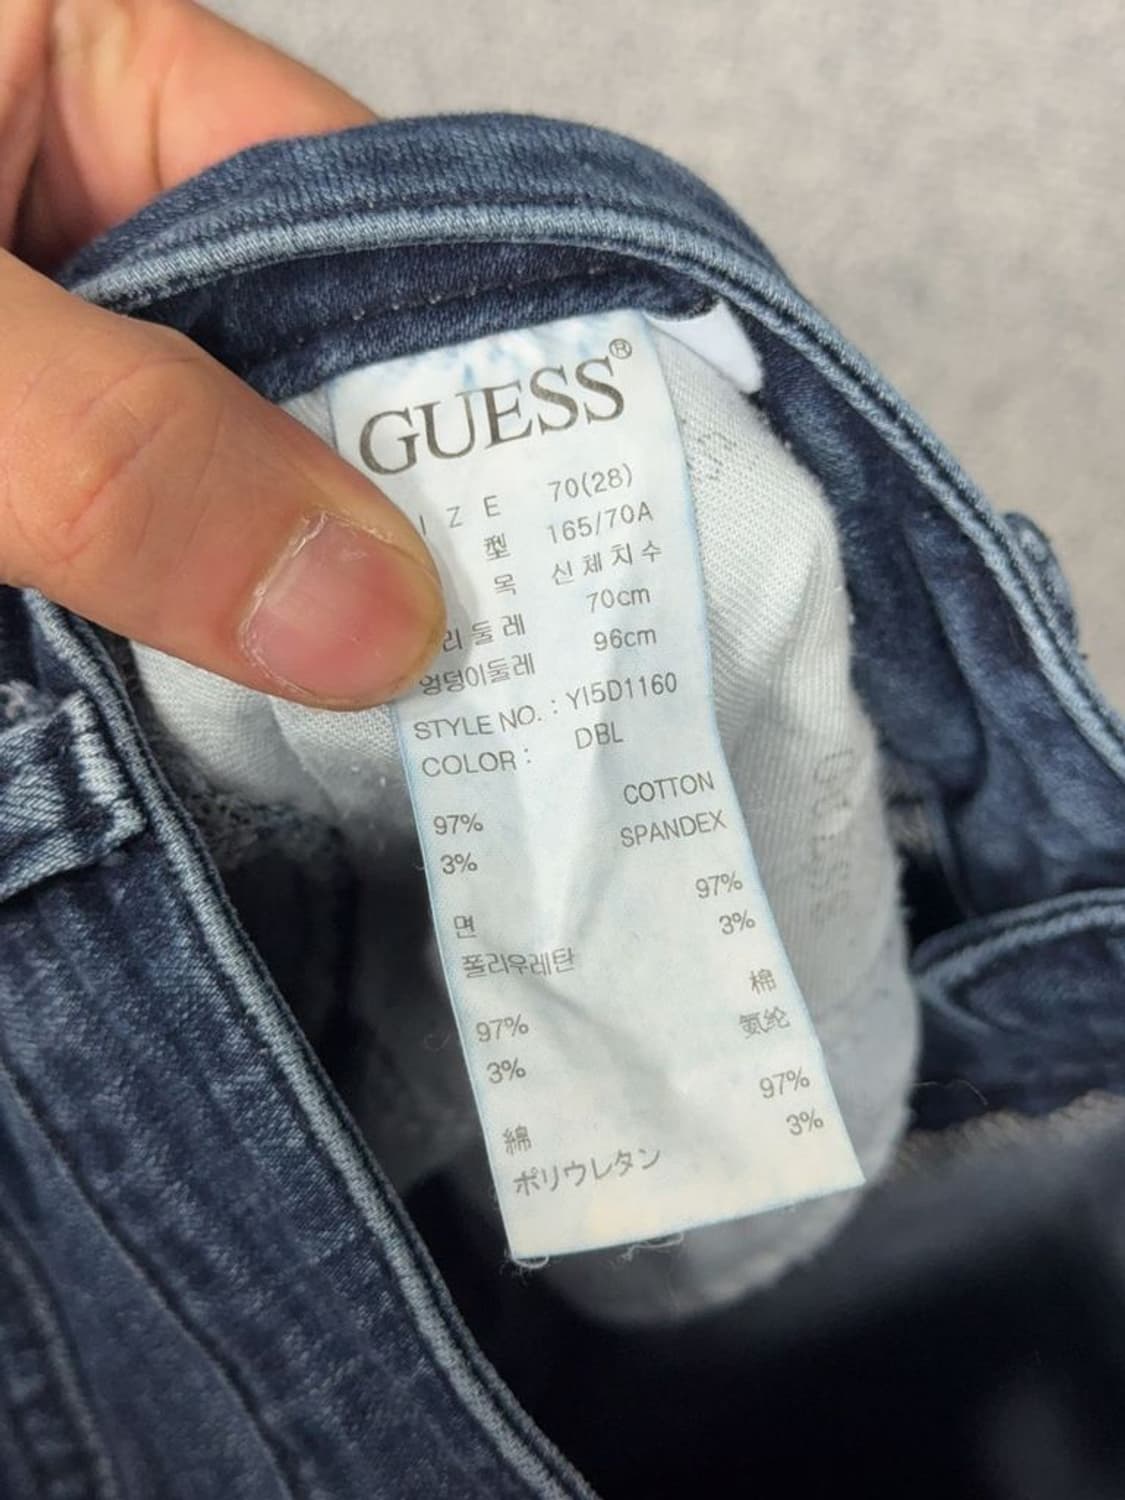 GUESS®
I Z E 70(28)
型 165/70A
목 신체치수
리 둘 레 70cm
엉덩이둘레 96cm
STYLE NO. : YI5D1160
COLOR : DBL
97% COTTON
3% SPANDEX
면 97%
폴리우레탄 3%
97% 棉
3% 氨纶
綿 97%
ポリウレタン 3%